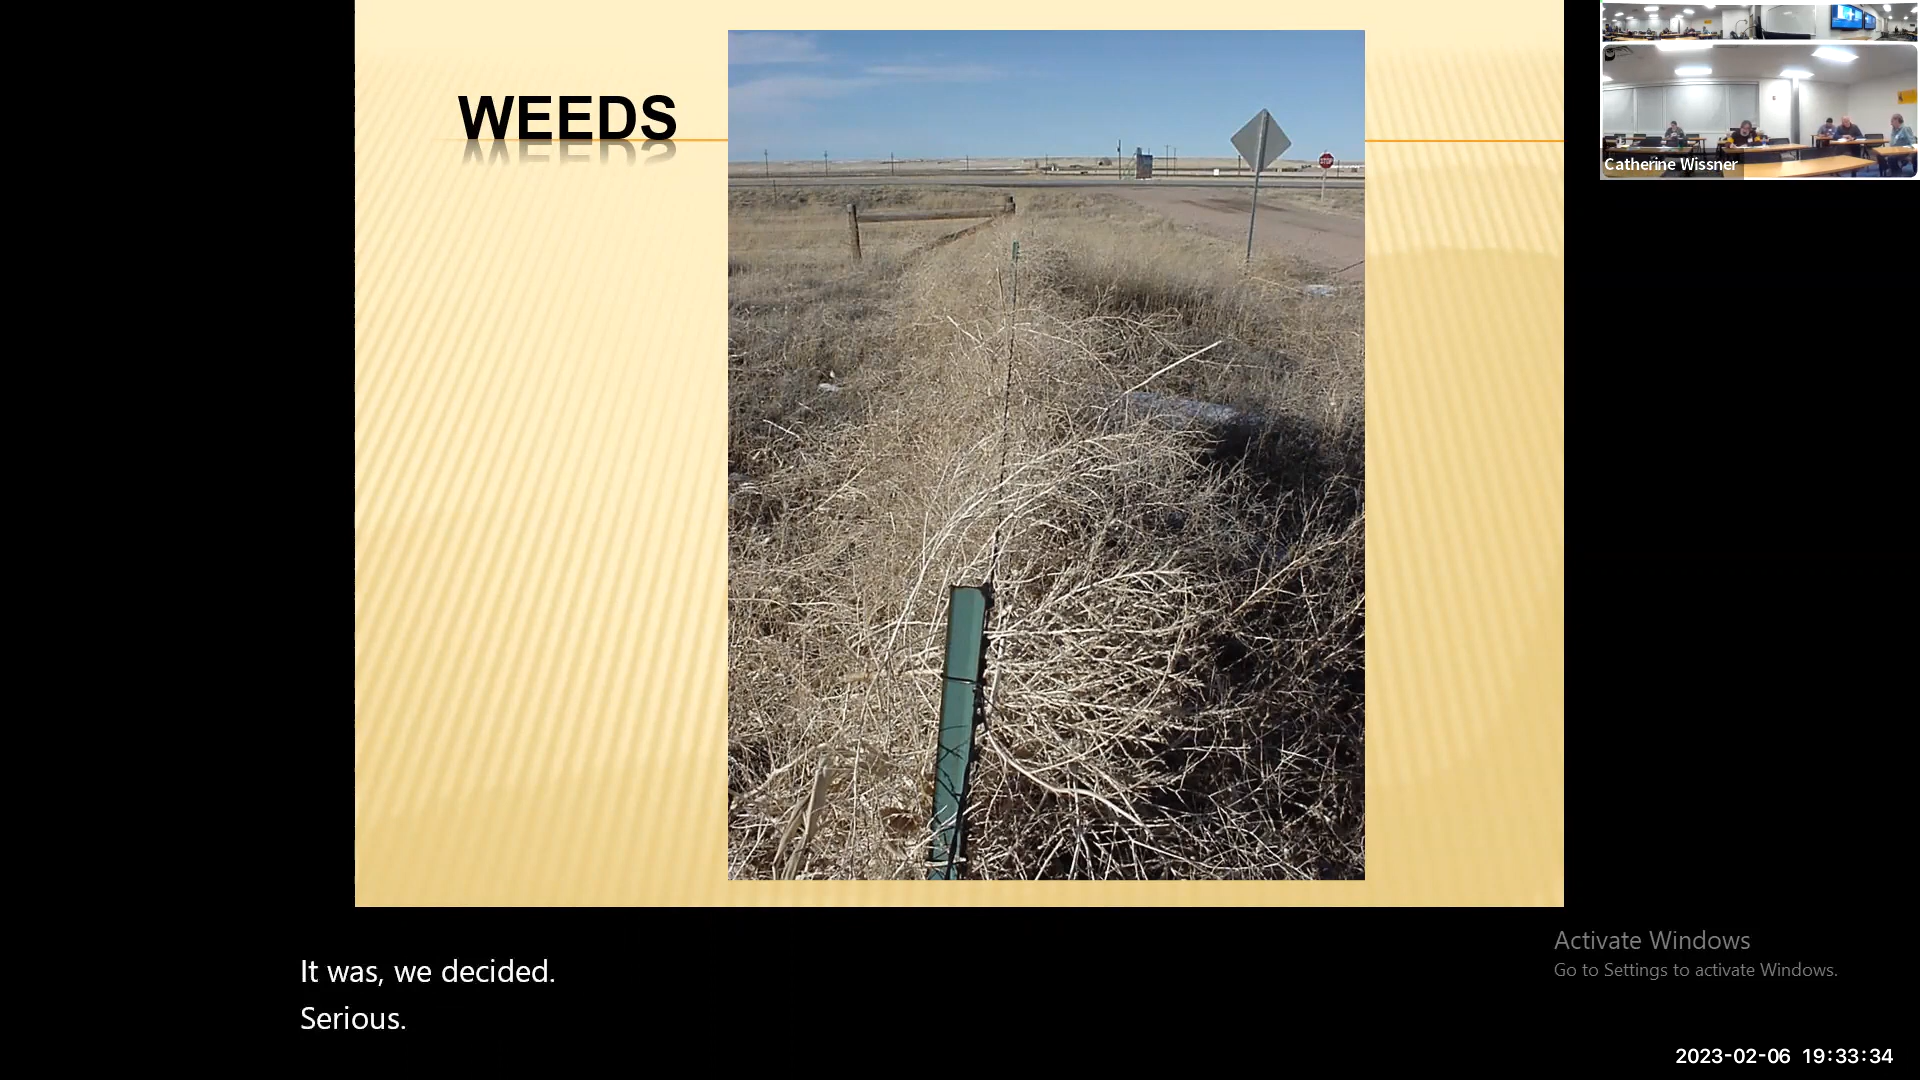 WEEDS
STOP
Catherine Wissner
It was, we decided.
Serious.
Activate Windows
Go to Settings to activate Windows.
2023-02-06 19:33:34